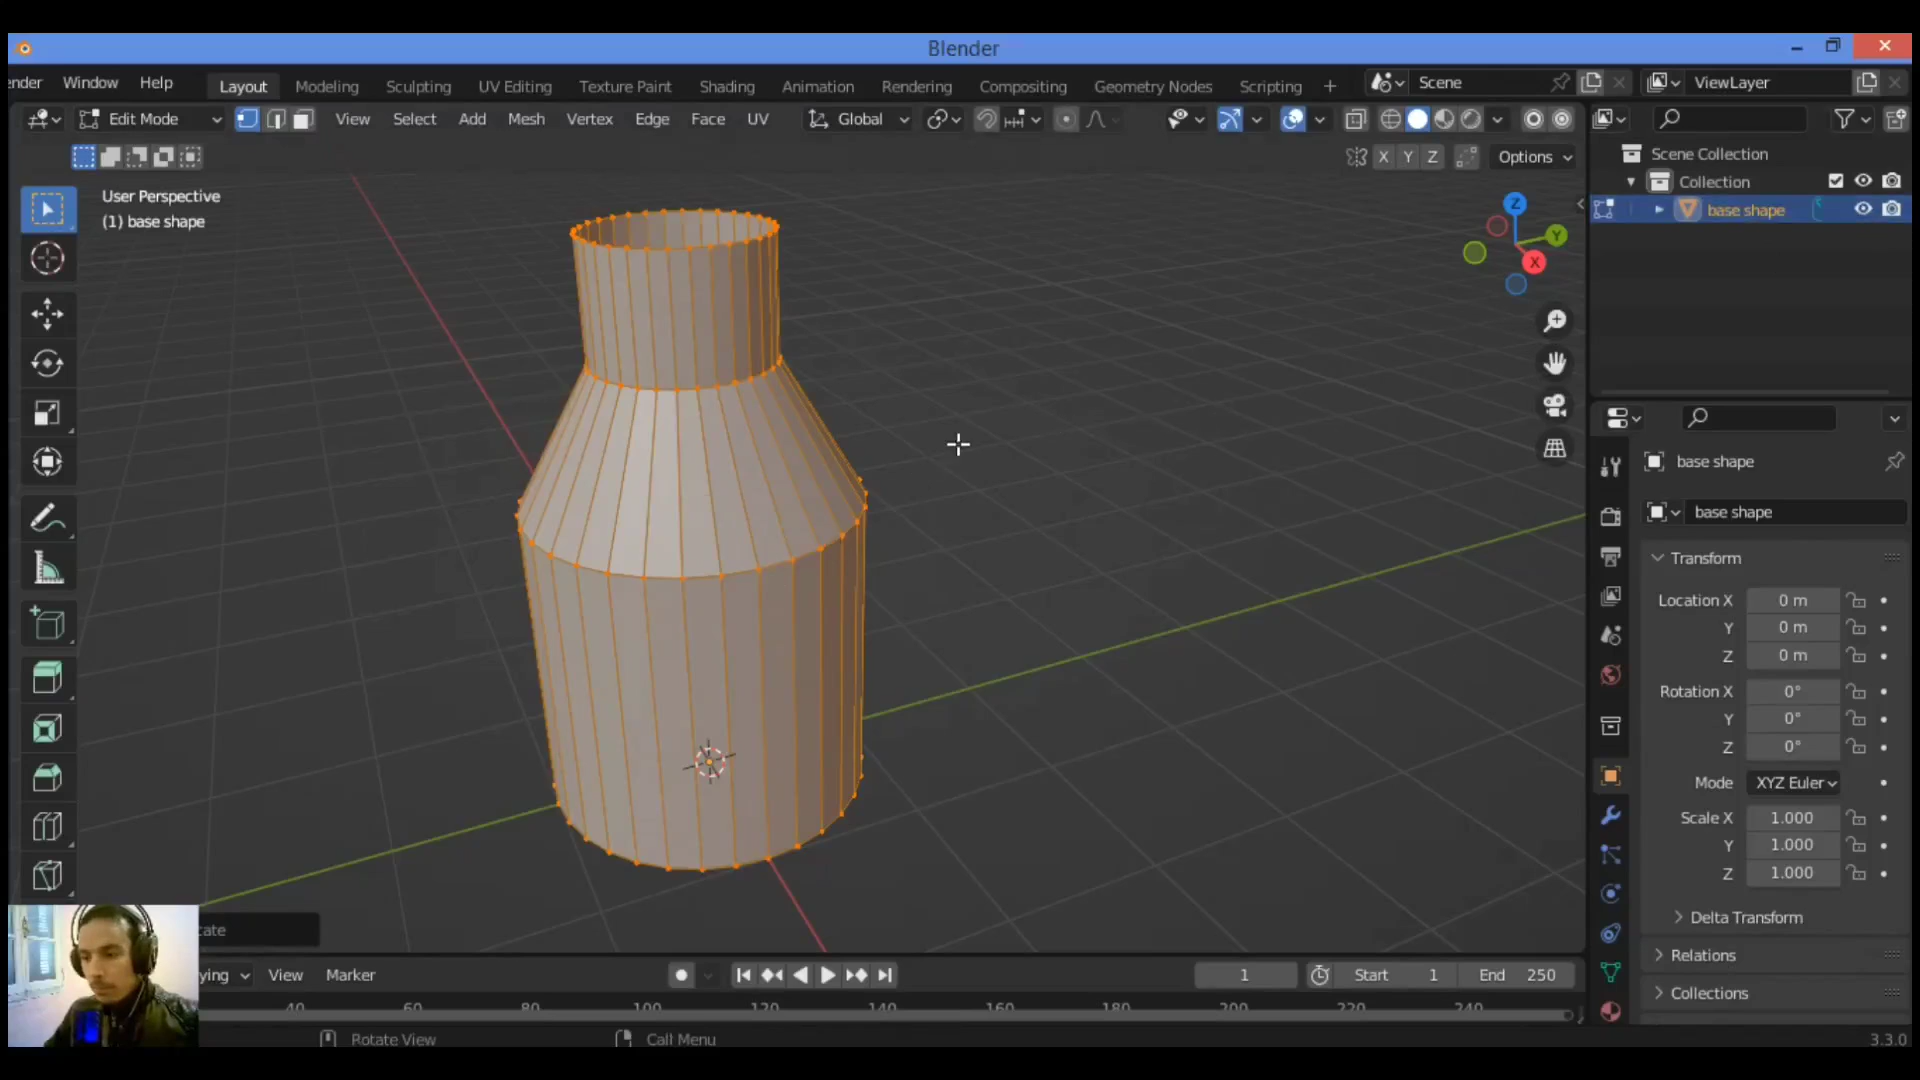 Blender
nder Window Help Layout Modeling Sculpting UV Editing Texture Paint Shading Animation Rendering Compositing Geometry Nodes Scripting + Scene ViewLayer
Edit Mode View Select Add Mesh Vertex Edge Face UV Global
X Y Z Options
Scene Collection
Collection
base shape
User Perspective
(1) base shape
Z
Y
X
base shape
base shape
Transform
Location X 0 m
Y 0 m
Z 0 m
Rotation X 0°
Y 0°
Z 0°
Mode XYZ Euler
Scale X 1.000
Y 1.000
Z 1.000
Delta Transform
Relations
Collections
cate
ying View Marker 1 Start 1 End 250
40 60 80 100 120 140 160 180 200 220 240
Rotate View Call Menu 3.3.0